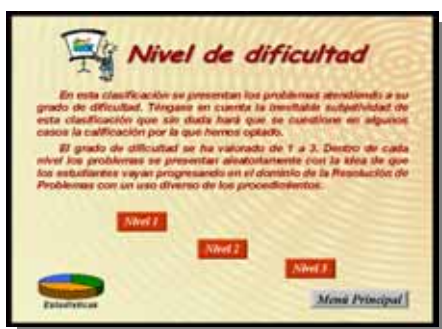 Nivel de dificultad
En esta clasificación se presentan los problemas atendiendo a su
grado de dificultad. Téngase en cuenta la inevitable subjetividad de
esta clasificación que sin duda hará que se cuestione en algunos
casos la calificación por la que hemos optado.
El grado de dificultad se ha valorado de 1 a 3. Dentro de cada
nivel los problemas se presentan aleatoriamente con la idea de que
los estudiantes vayan progresando en el dominio de la Resolución de
Problemas con un uso diverso de los procedimientos.
Nivel 1
Nivel 2
Nivel 3
Estadísticas
Menú Principal